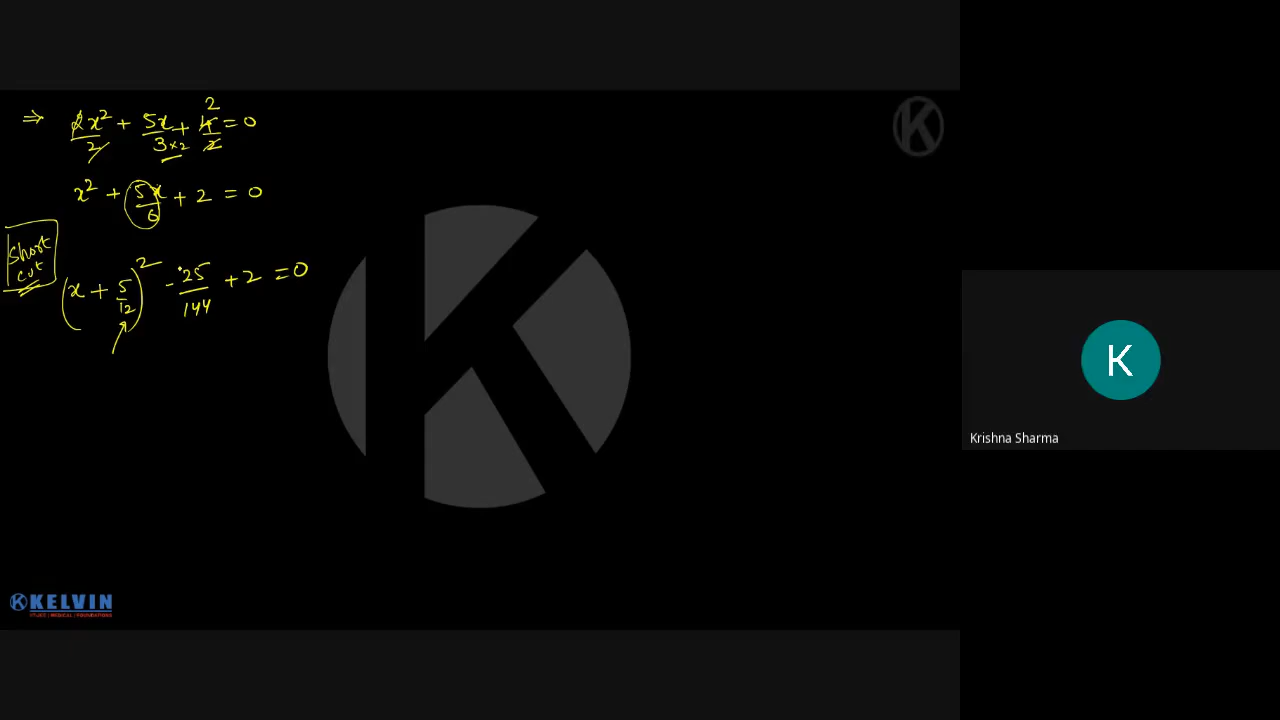 ⇒ 2x²/2 + 5x/3×2 + 4/2 = 0
2
x² + 5x/6 + 2 = 0
Short
cut
(x + 5/12)² - 25/144 + 2 = 0
K
Krishna Sharma
KELVIN